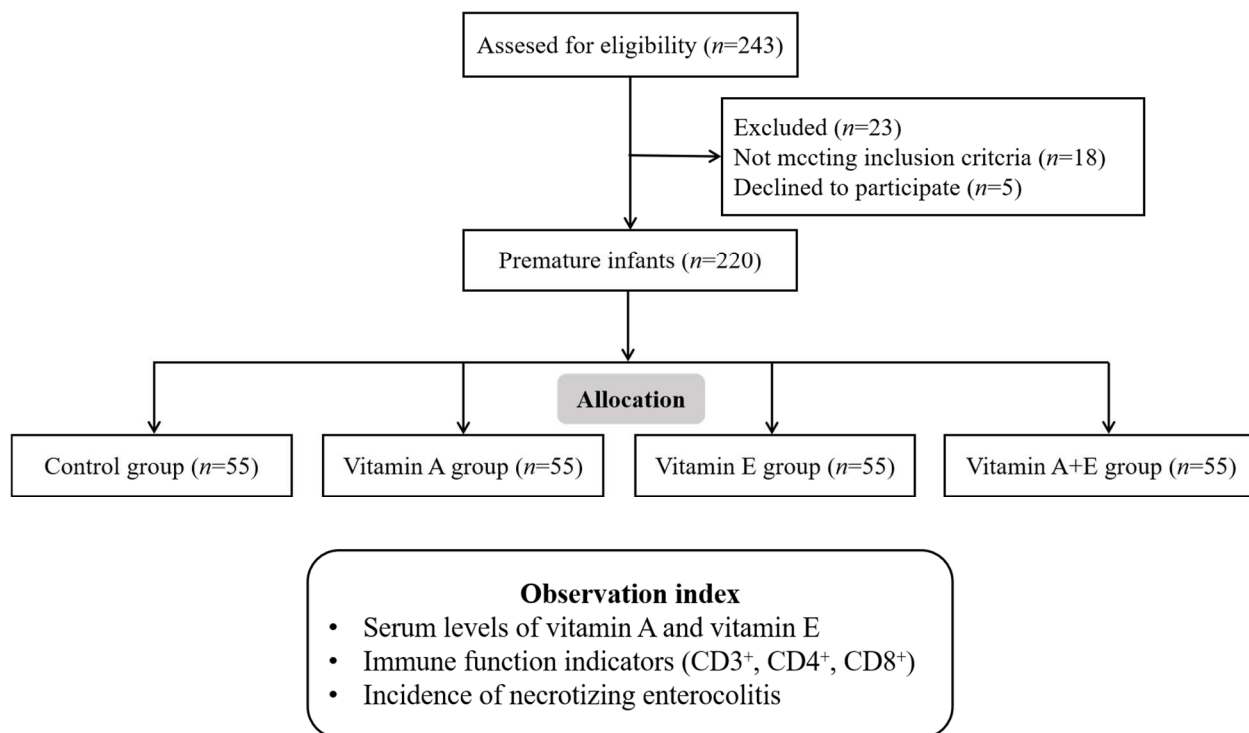 Assesed for eligibility (n=243)
Excluded (n=23)
Not mccting inclusion critcria (n=18)
Declined to participate (n=5)
Premature infants (n=220)
Allocation
Control group (n=55)
Vitamin A group (n=55)
Vitamin E group (n=55)
Vitamin A+E group (n=55)
Observation index
• Serum levels of vitamin A and vitamin E
• Immune function indicators (CD3⁺, CD4⁺, CD8⁺)
• Incidence of necrotizing enterocolitis